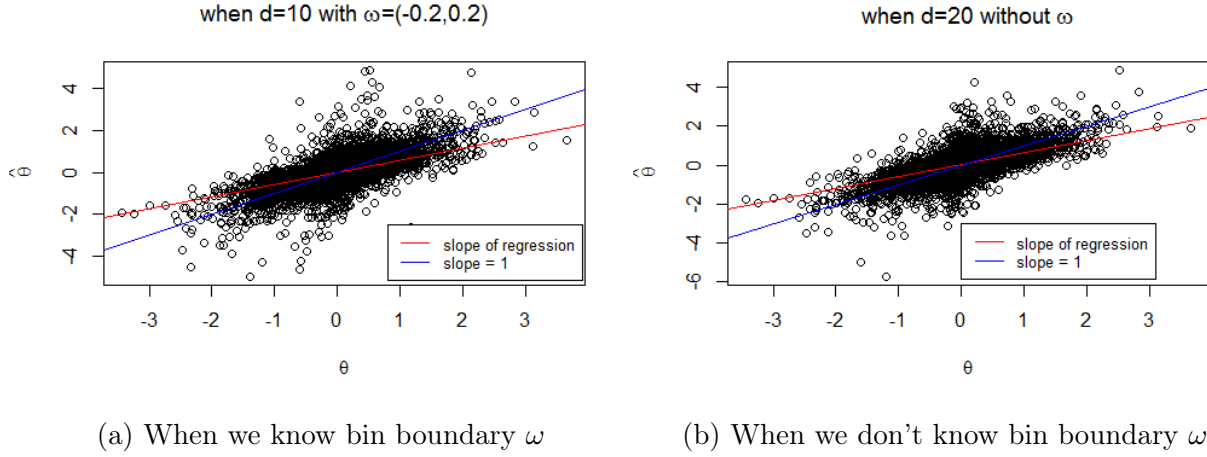 when d=10 with ω=(-0.2,0.2)
4
2
0
-2
-4
θ̂
slope of regression
slope = 1
-3
-2
-1
0
1
2
3
θ
(a) When we know bin boundary ω
when d=20 without ω
4
2
0
-2
-4
-6
θ̂
slope of regression
slope = 1
-3
-2
-1
0
1
2
3
θ
(b) When we don't know bin boundary ω